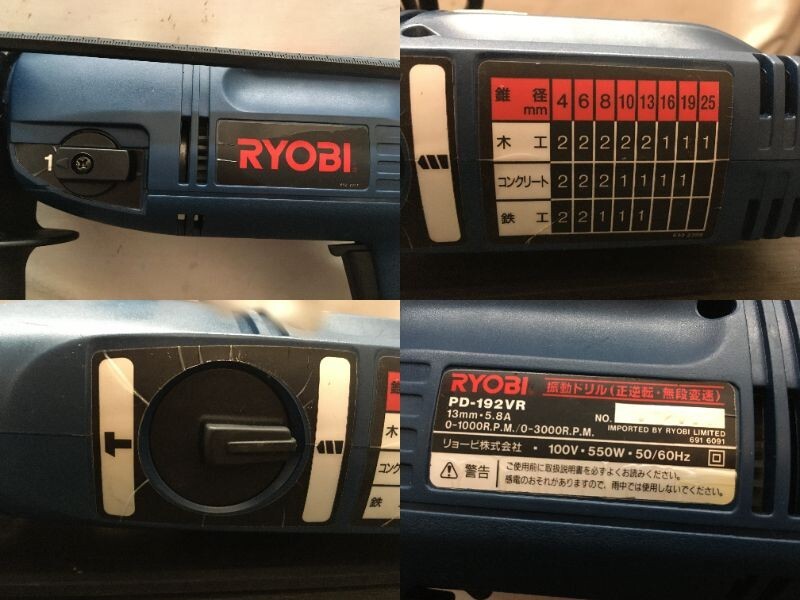 1
RYOBI
錐 径 mm 4 6 8 10 13 16 19 25
木 工 2 2 2 2 2 1 1 1
コンクリート 2 2 2 1 1 1 1
鉄 工 2 2 1 1 1
木
コンク
鉄
RYOBI 振動ドリル(正逆転・無段変速)
PD-192VR
13mm・5.8A NO.
0-1000R.P.M./0-3000R.P.M. IMPORTED BY RYOBI LIMITED
691 6091
リョービ株式会社 ・100V・550W・50/60Hz
警告 ご使用前に取扱説明書を必ずよくお読みください。
感電のおそれがありますので、雨中では使用しないでください。